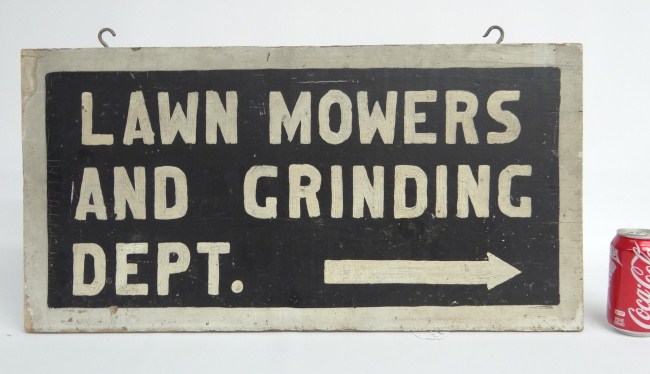 LAWN MOWERS
AND GRINDING
DEPT.
Coca-Cola